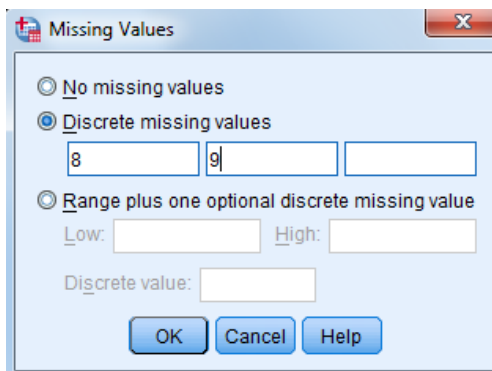 Missing Values
No missing values
Discrete missing values
8 9
Range plus one optional discrete missing value
Low: High:
Discrete value:
OK Cancel Help